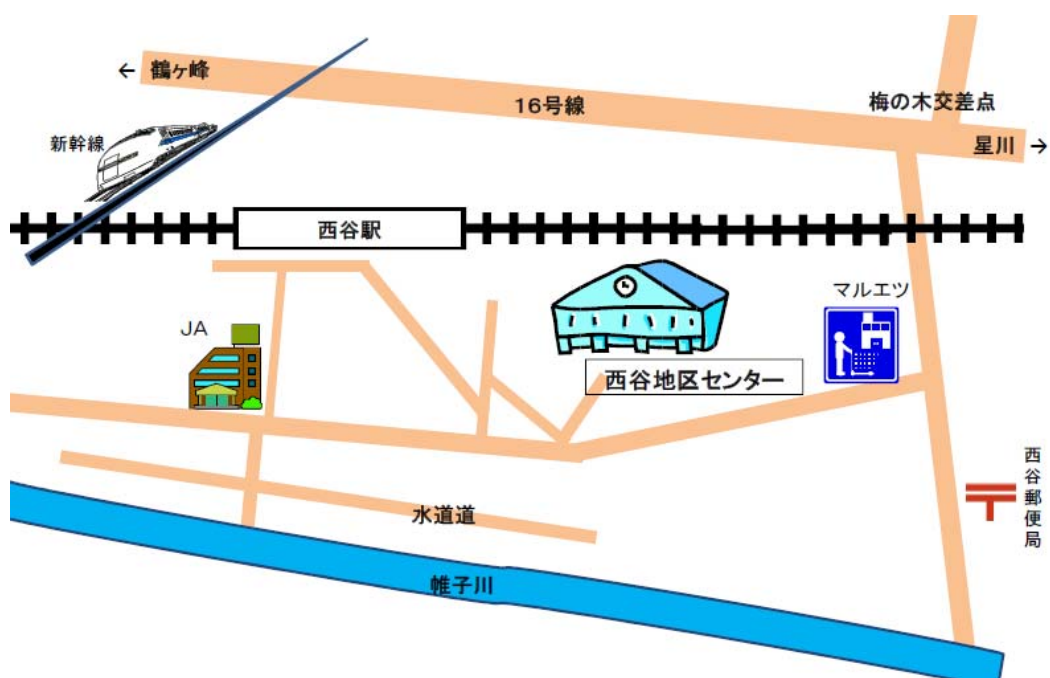 ← 鶴ヶ峰
16号線
梅の木交差点
星川 →
新幹線
西谷駅
マルエツ
JA
西谷地区センター
西谷郵便局
水道道
帷子川